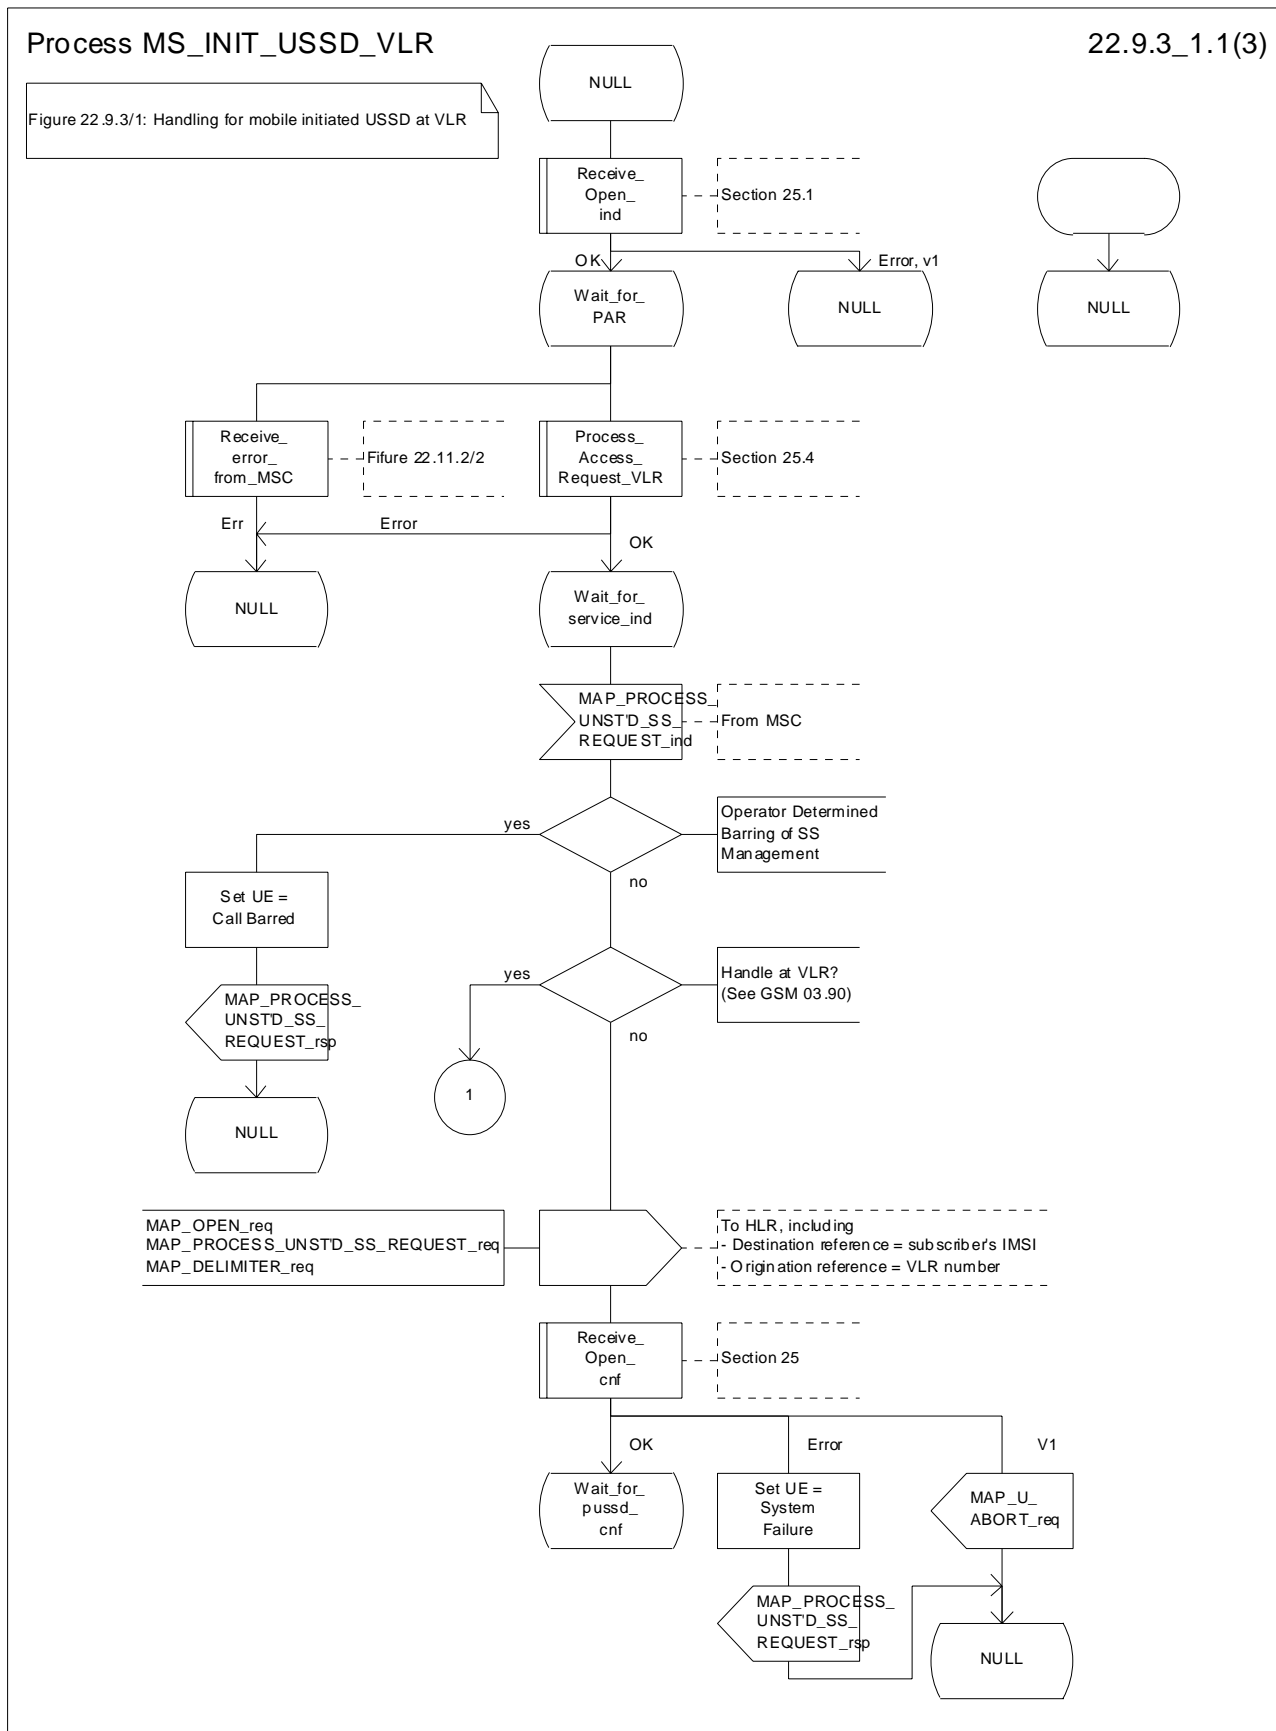 Process MS_INIT_USSD_VLR
22.9.3_1.1(3)
Figure 22.9.3/1: Handling for mobile initiated USSD at VLR
NULL
Receive_
Open_
ind
Section 25.1
OK
Error, v1
Wait_for_
PAR
NULL
NULL
Receive_
error_
from_MSC
Fifure 22.11.2/2
Process_
Access_
Request_VLR
Section 25.4
Err
Error
OK
NULL
Wait_for_
service_ind
MAP_PROCESS_
UNST'D_SS_
REQUEST_ind
From MSC
yes
Operator Determined
Barring of SS
Management
no
Set UE =
Call Barred
yes
Handle at VLR?
(See GSM 03.90)
no
MAP_PROCESS_
UNST'D_SS_
REQUEST_rsp
1
NULL
MAP_OPEN_req
MAP_PROCESS_UNST'D_SS_REQUEST_req
MAP_DELIMITER_req
To HLR, including
- Destination reference = subscriber's IMSI
- Origination reference = VLR number
Receive_
Open_
cnf
Section 25
OK
Error
V1
Wait_for_
pussd_
cnf
Set UE =
System
Failure
MAP_U_
ABORT_req
MAP_PROCESS_
UNST'D_SS_
REQUEST_rsp
NULL